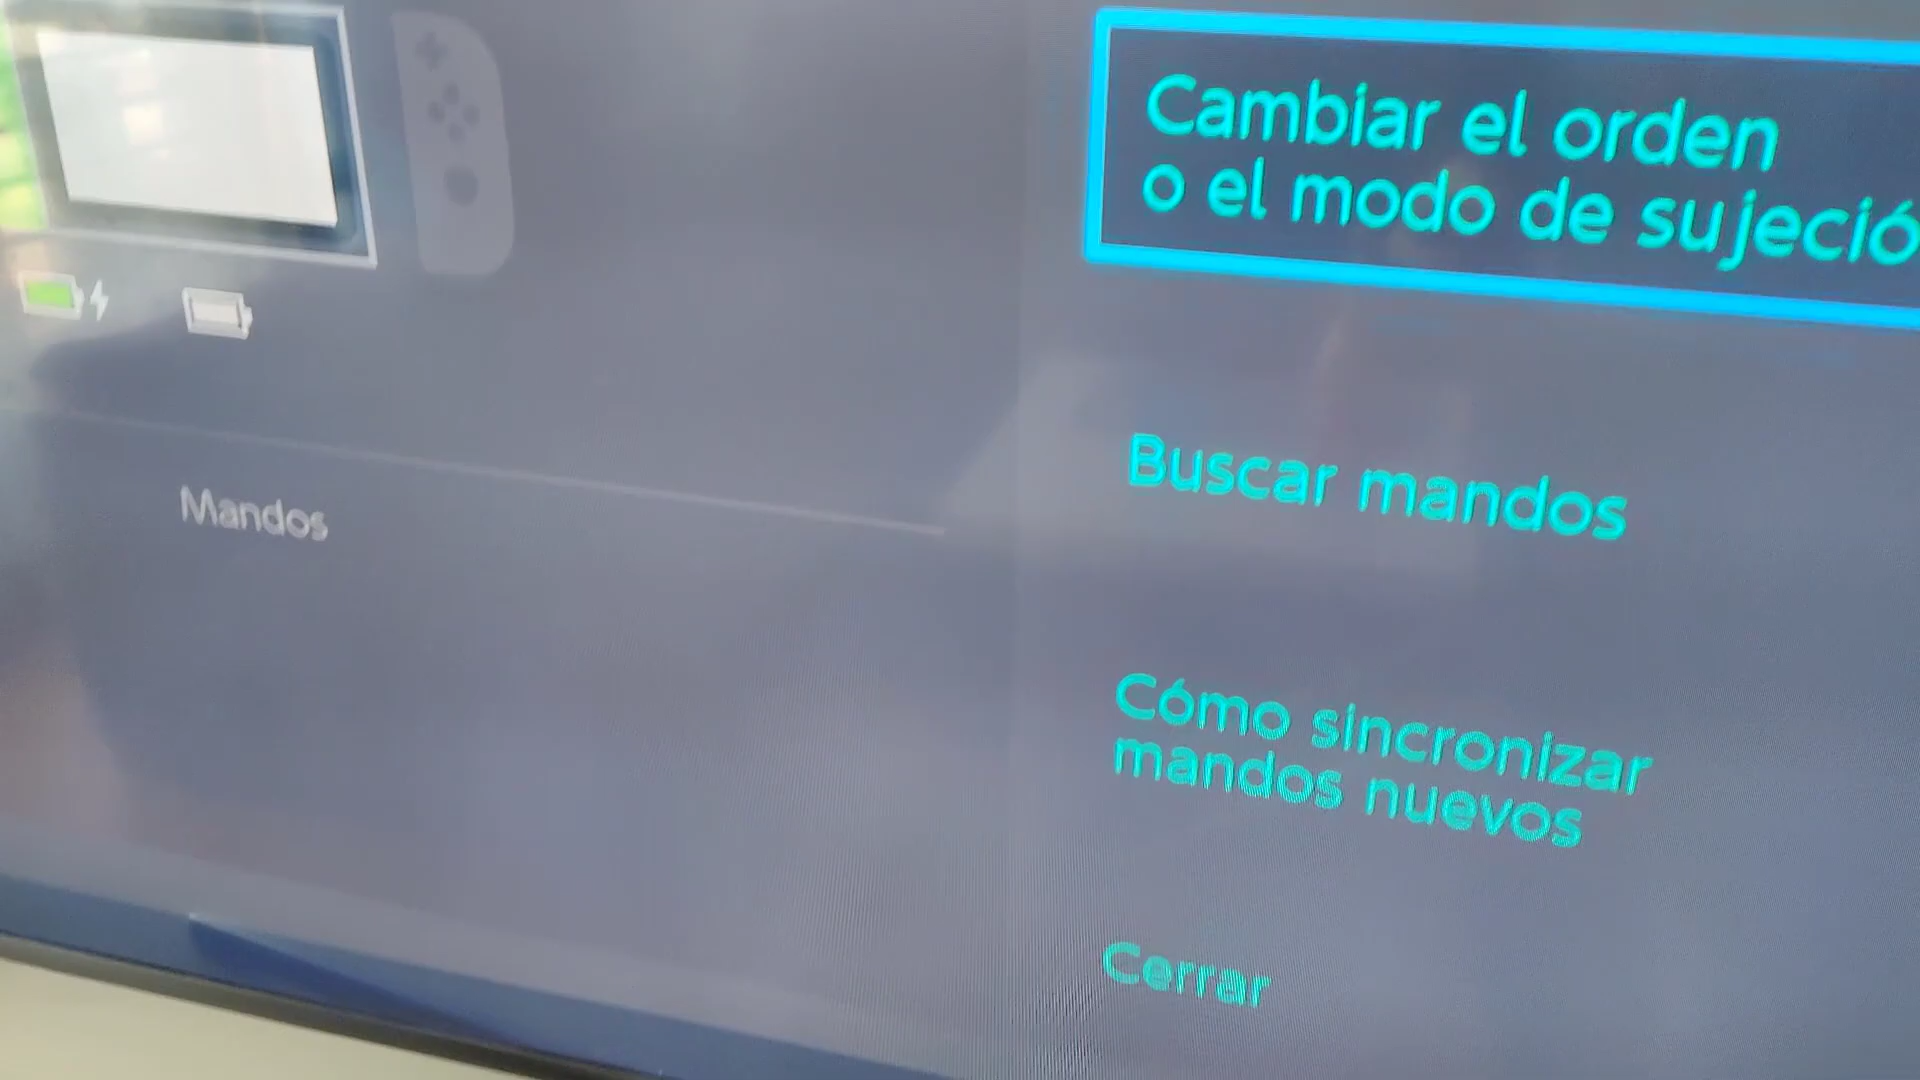 Cambiar el orden
o el modo de sujeció
Buscar mandos
Mandos
Cómo sincronizar
mandos nuevos
Cerrar